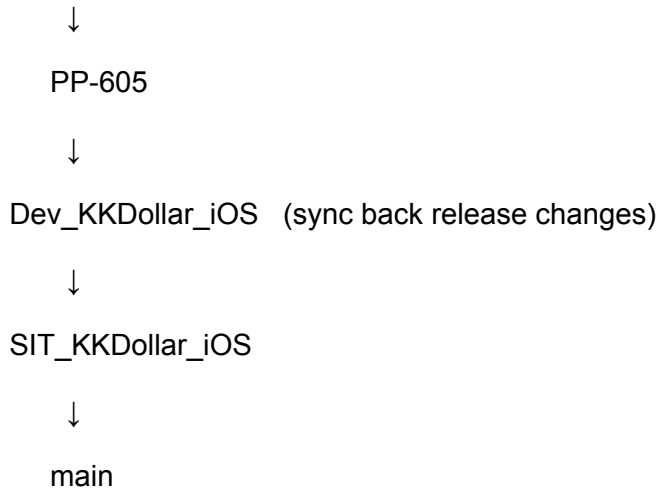 ↓
PP-605
↓
Dev_KKDollar_iOS (sync back release changes)
↓
SIT_KKDollar_iOS
↓
main